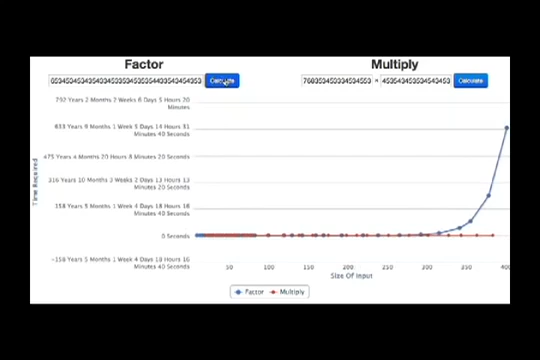 Factor
Multiply
Calculate
×
Calculate
792 Years 2 Months 2 Weeks 6 Days 5 Hours 20
Minutes
633 Years 9 Months 1 Week 5 Days 14 Hours 31
Minutes 40 Seconds
475 Years 4 Months 20 Hours 8 Minutes 20 Seconds
316 Years 10 Months 3 Weeks 2 Days 13 Hours 13
Minutes 20 Seconds
158 Years 5 Months 1 Week 4 Days 18 Hours 16
Minutes 40 Seconds
0 Seconds
-158 Years 5 Months 1 Week 4 Days 18 Hours 16
Minutes 40 Seconds
Time Required
50 100 150 200 250 300 350 400
Size Of Input
Factor Multiply